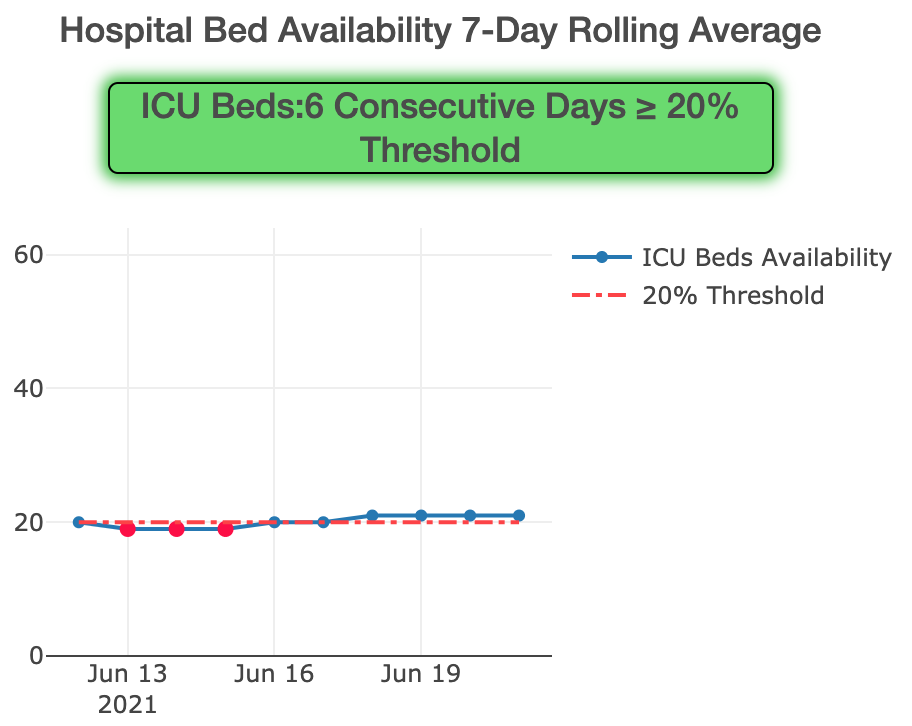 Hospital Bed Availability 7-Day Rolling Average
ICU Beds:6 Consecutive Days ≥ 20%
Threshold
60
40
20
0
Jun 13
2021
Jun 16
Jun 19
ICU Beds Availability
20% Threshold